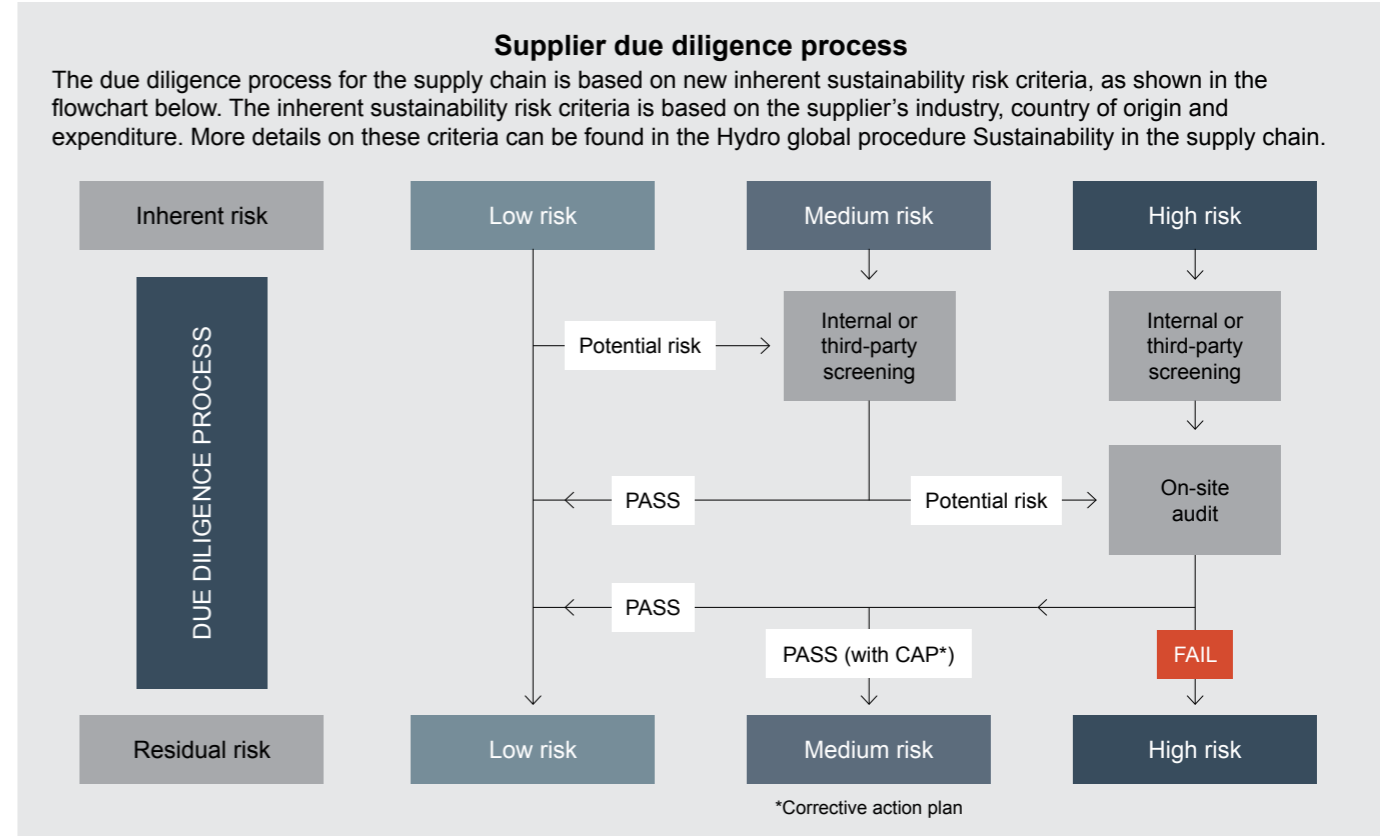 Supplier due diligence process
The due diligence process for the supply chain is based on new inherent sustainability risk criteria, as shown in the
flowchart below. The inherent sustainability risk criteria is based on the supplier’s industry, country of origin and
expenditure. More details on these criteria can be found in the Hydro global procedure Sustainability in the supply chain.
Inherent risk
Low risk
Medium risk
High risk
DUE DILIGENCE PROCESS
Potential risk
Internal or
third-party
screening
Internal or
third-party
screening
PASS
Potential risk
On-site
audit
PASS
PASS (with CAP*)
FAIL
Residual risk
Low risk
Medium risk
High risk
*Corrective action plan